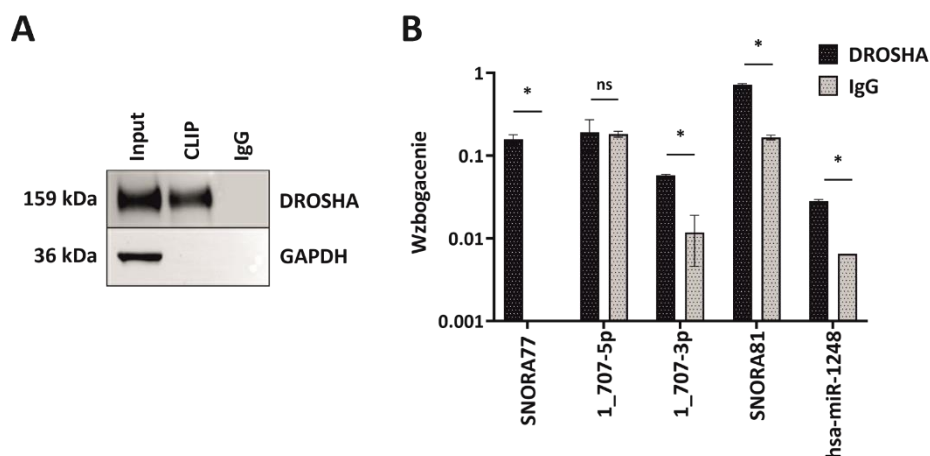 A
Input
CLIP
IgG
159 kDa
DROSHA
36 kDa
GAPDH
B
DROSHA
IgG
Wzbogacenie
1
0.1
0.01
0.001
*
ns
*
*
*
SNORA77
1_707-5p
1_707-3p
SNORA81
hsa-miR-1248